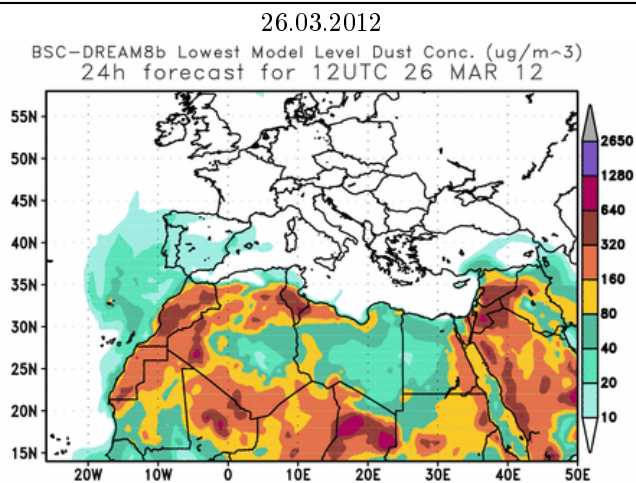 26.03.2012
BSC-DREAM8b Lowest Model Level Dust Conc. (ug/m^3)
24h forecast for 12UTC 26 MAR 12
55N
50N
45N
40N
35N
30N
25N
20N
15N
20W 10W 0 10E 20E 30E 40E 50E
2650
1280
640
320
160
80
40
20
10